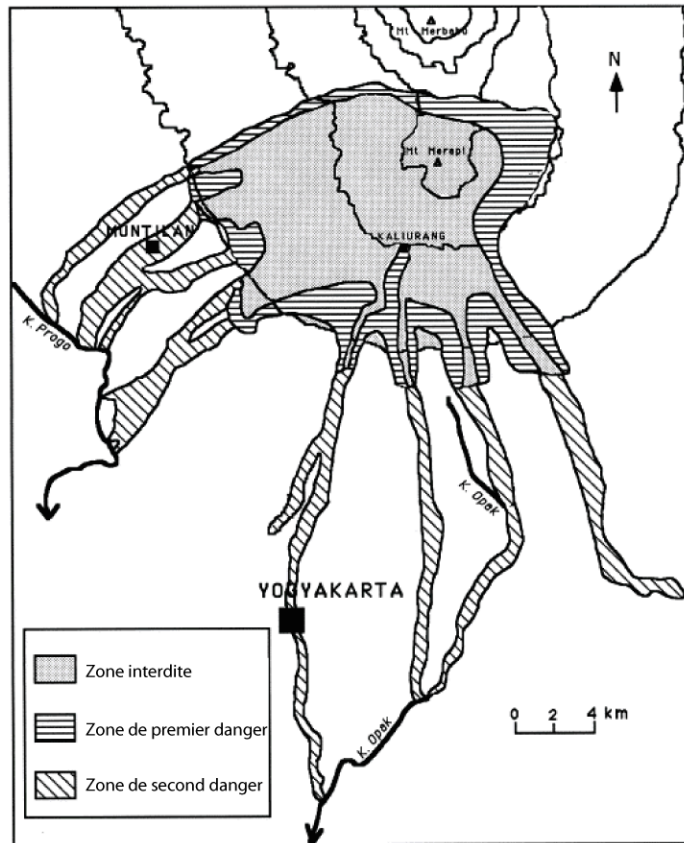 Mt Merbabu
N
Mt Merapi
MUNTILAN
KALIURANG
K. Progo
K. Opak
YOGYAKARTA
Zone interdite
Zone de premier danger
Zone de second danger
0 2 4 km
K. Opak